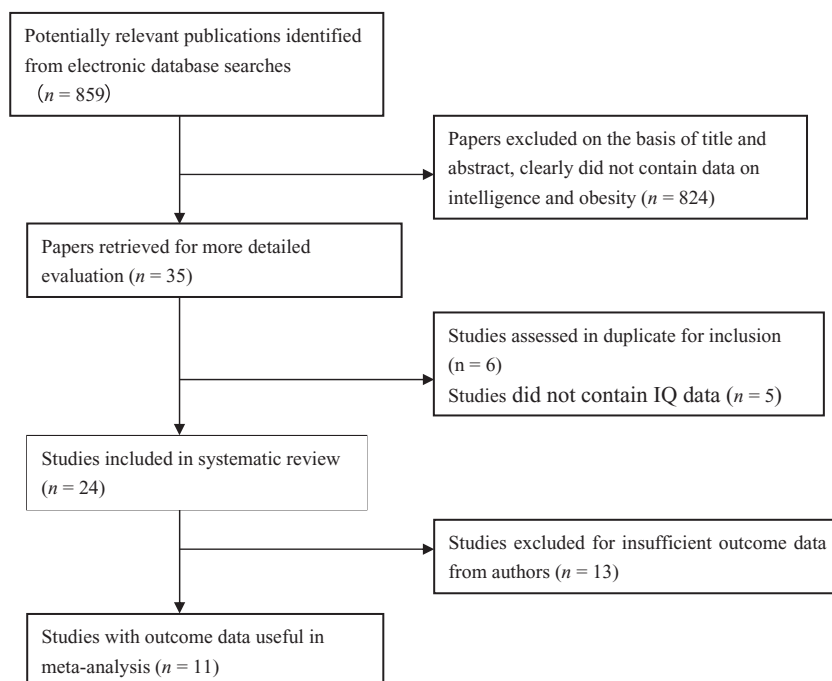 Potentially relevant publications identified
from electronic database searches
（n = 859）
Papers excluded on the basis of title and
abstract, clearly did not contain data on
intelligence and obesity (n = 824)
Papers retrieved for more detailed
evaluation (n = 35)
Studies assessed in duplicate for inclusion
(n = 6)
Studies did not contain IQ data (n = 5)
Studies included in systematic review
(n = 24)
Studies excluded for insufficient outcome data
from authors (n = 13)
Studies with outcome data useful in
meta-analysis (n = 11)